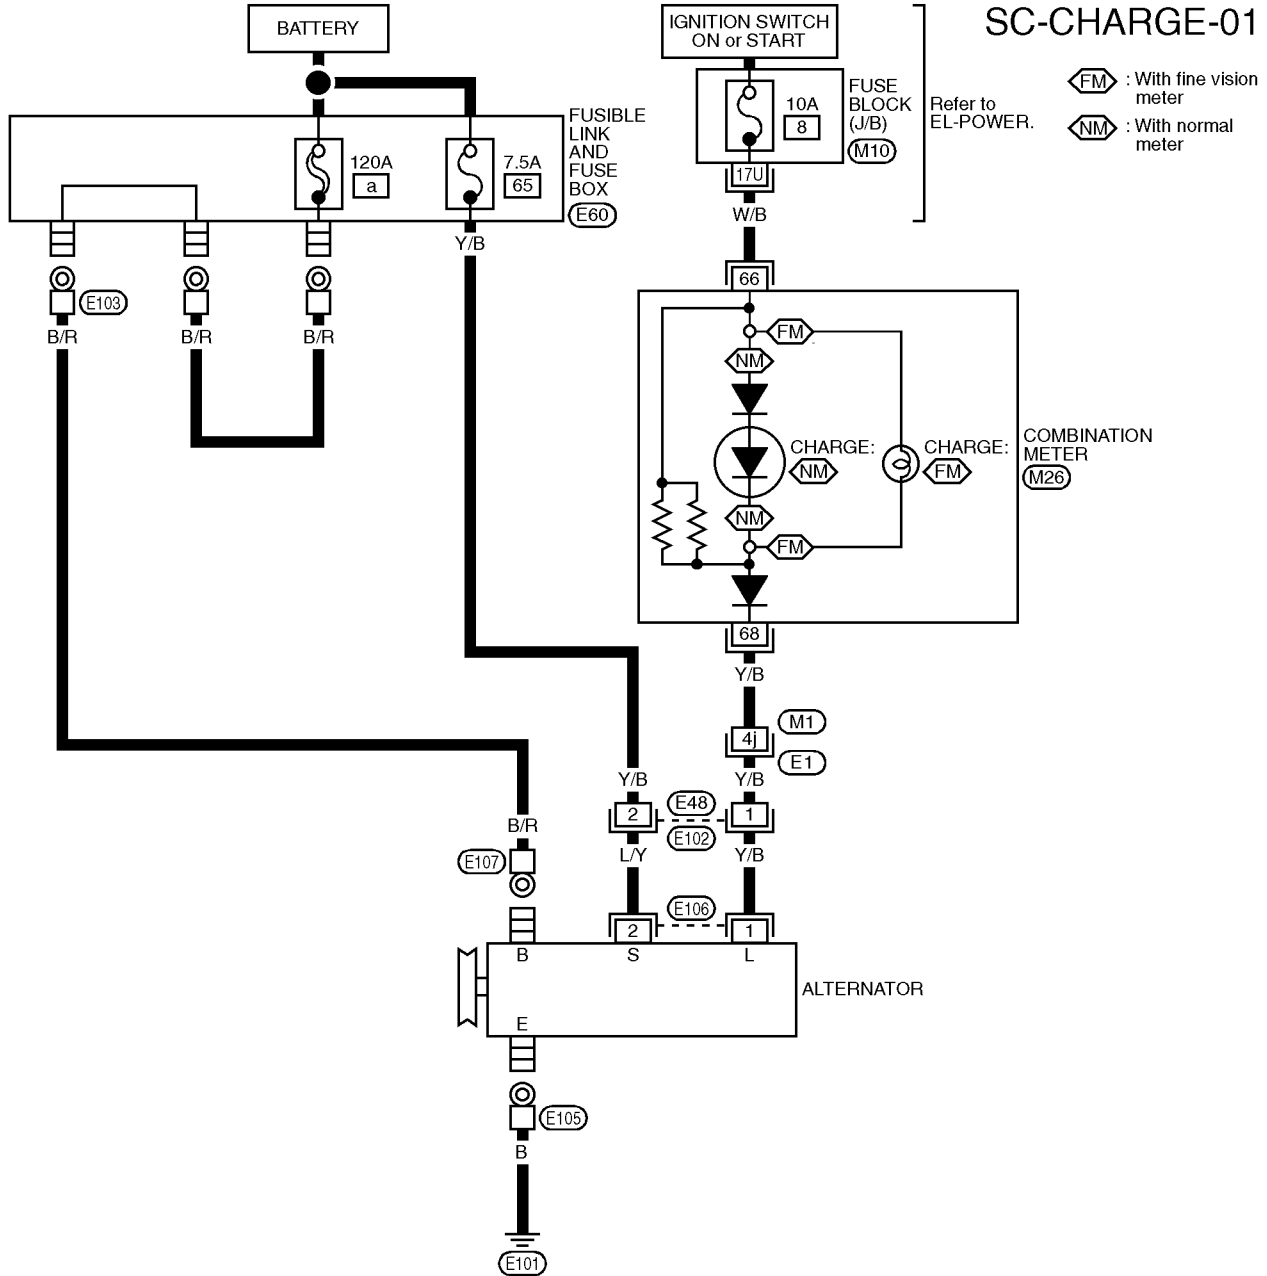 SC-CHARGE-01
BATTERY
IGNITION SWITCH
ON or START
FM : With fine vision
meter
NM : With normal
meter
FUSIBLE
LINK
AND
FUSE
BOX
E60
120A
a
7.5A
65
10A
8
FUSE
BLOCK
(J/B)
M10
Refer to
EL-POWER.
17U
W/B
Y/B
66
E103
B/R
B/R
B/R
FM
NM
CHARGE:
NM
CHARGE:
FM
COMBINATION
METER
M26
NM
FM
68
Y/B
M1
4j
E1
Y/B
Y/B
2
E48
1
E102
B/R
L/Y
Y/B
E107
E106
2
1
B
S
L
ALTERNATOR
E
E105
B
E101